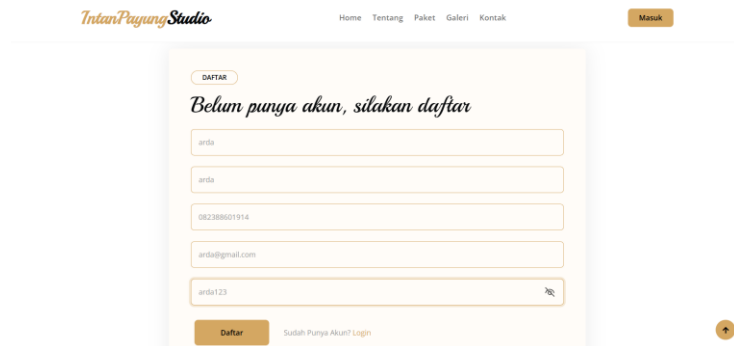 IntanPayungStudio
Home Tentang Paket Galeri Kontak
Masuk
DAFTAR
Belum punya akun, silakan daftar
arda
arda
082388601914
arda@gmail.com
arda123
Daftar Sudah Punya Akun? Login